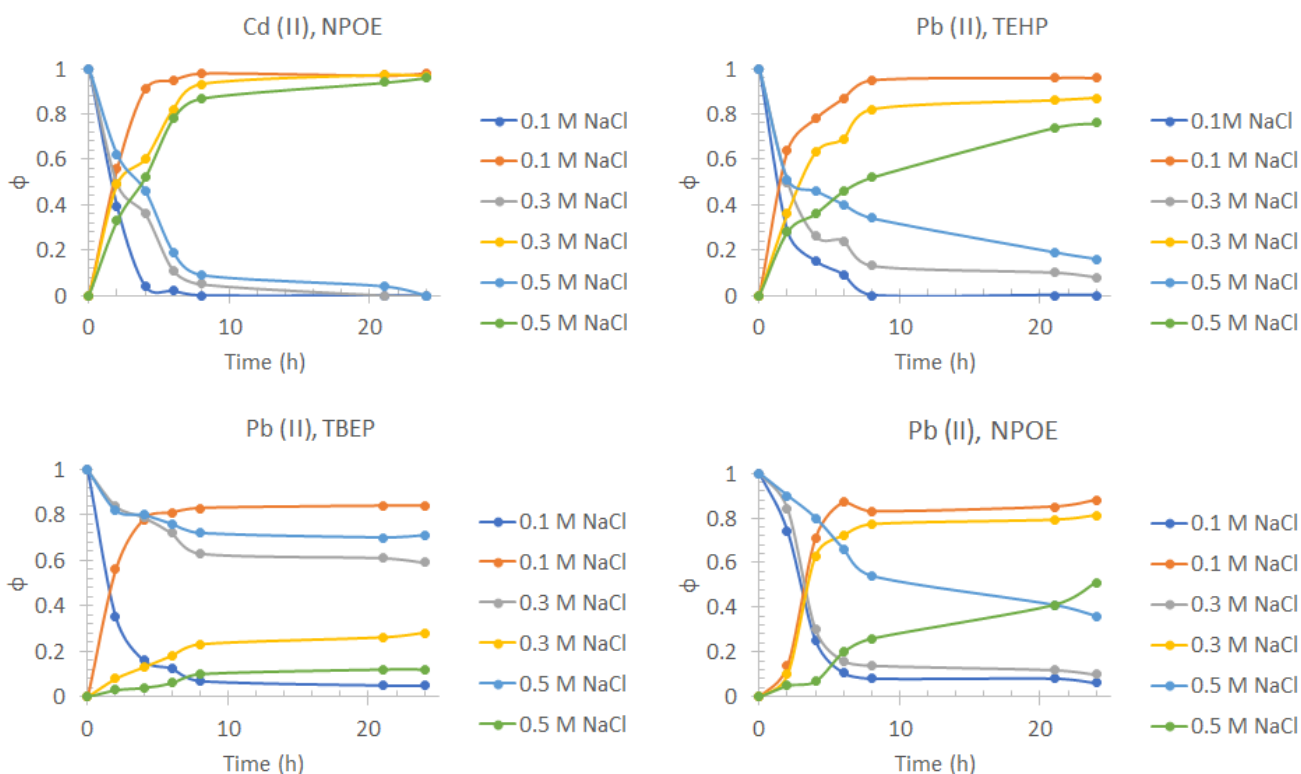 Cd (II), NPOE
1
0.8
0.6
0.4
0.2
0
ϕ
0 10 20
Time (h)
0.1 M NaCl
0.1 M NaCl
0.3 M NaCl
0.3 M NaCl
0.5 M NaCl
0.5 M NaCl
Pb (II), TEHP
1
0.8
0.6
0.4
0.2
0
ϕ
0 10 20
Time (h)
0.1M NaCl
0.1 M NaCl
0.3 M NaCl
0.3 M NaCl
0.5 M NaCl
0.5 M NaCl
Pb (II), TBEP
1
0.8
0.6
0.4
0.2
0
ϕ
0 10 20
Time (h)
0.1 M NaCl
0.1 M NaCl
0.3 M NaCl
0.3 M NaCl
0.5 M NaCl
0.5 M NaCl
Pb (II), NPOE
1
0.8
0.6
0.4
0.2
0
ϕ
0 10 20
Time (h)
0.1 M NaCl
0.1 M NaCl
0.3 M NaCl
0.3 M NaCl
0.5 M NaCl
0.5 M NaCl